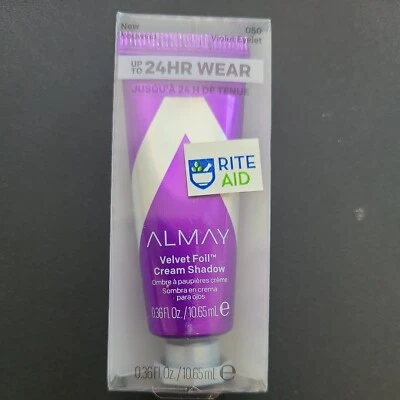 New
050
Violet Eyelet
UP TO 24HR WEAR
JUSQU'À 24 H DE TENUE
RITE AID
ALMAY
Velvet Foil™
Cream Shadow
Ombre à paupières crème
Sombra en crema
para ojos
0.36 Fl. Oz. / 10.65 mL e
0.36 Fl. Oz. / 10.65 mL e